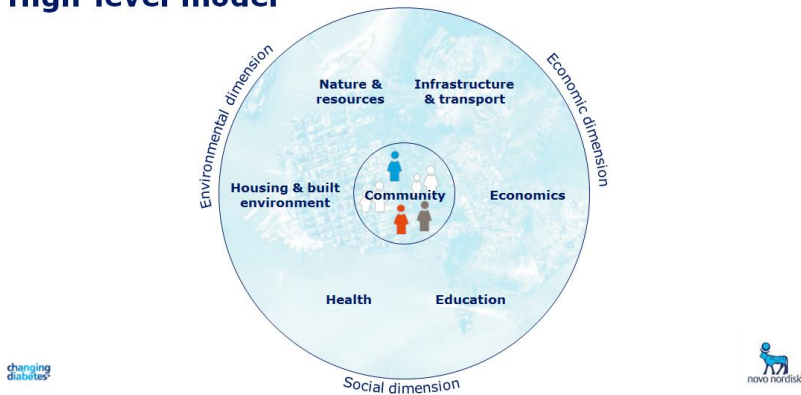 High-level model
Environmental dimension
Economic dimension
Nature &
resources
Infrastructure
& transport
Housing & built
environment
Community
Economics
Health
Education
Social dimension
changing
diabetes®
novo nordisk